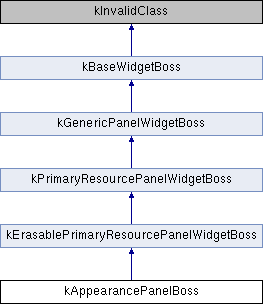 kInvalidClass
kBaseWidgetBoss
kGenericPanelWidgetBoss
kPrimaryResourcePanelWidgetBoss
kErasablePrimaryResourcePanelWidgetBoss
kAppearancePanelBoss